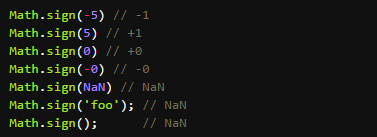 Math.sign(-5) // -1
Math.sign(5) // +1
Math.sign(0) // +0
Math.sign(-0) // -0
Math.sign(NaN) // NaN
Math.sign('foo'); // NaN
Math.sign();      // NaN